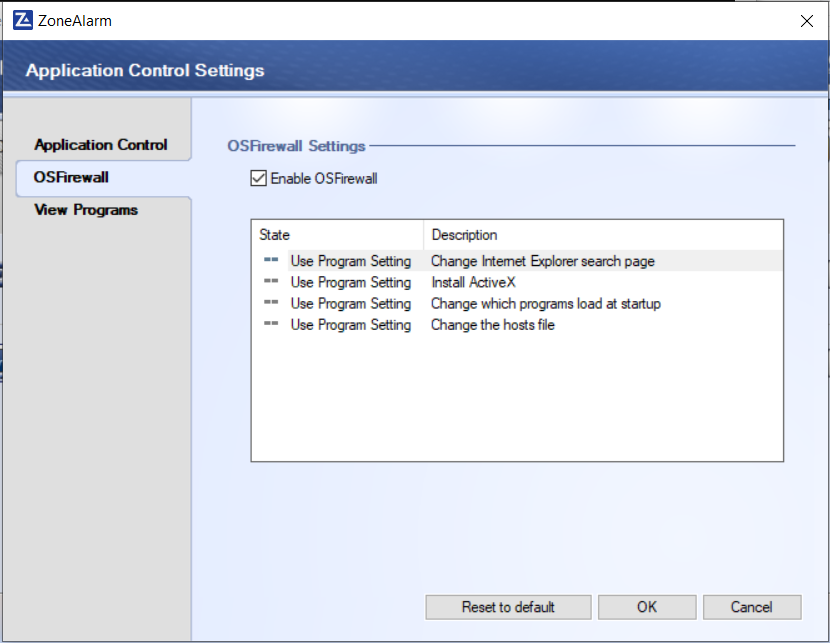 ZoneAlarm
Application Control Settings
Application Control
OSFirewall
View Programs
OSFirewall Settings
Enable OSFirewall
State Description
Use Program Setting Change Internet Explorer search page
Use Program Setting Install ActiveX
Use Program Setting Change which programs load at startup
Use Program Setting Change the hosts file
Reset to default OK Cancel